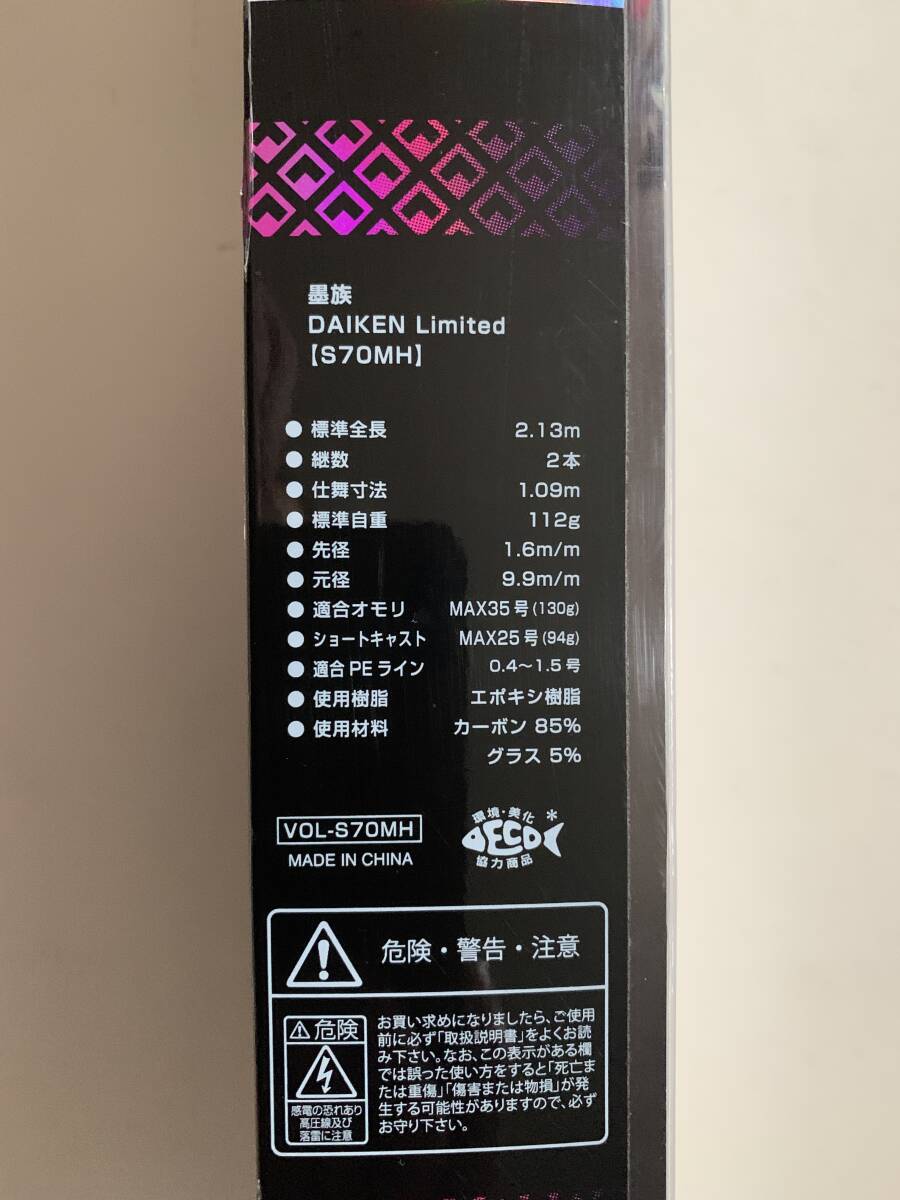 墨族
DAIKEN Limited
【S70MH】
● 標準全長 2.13m
● 継数 2本
● 仕舞寸法 1.09m
● 標準自重 112g
● 先径 1.6m/m
● 元径 9.9m/m
● 適合オモリ MAX35号(130g)
● ショートキャスト MAX25号(94g)
● 適合PEライン 0.4〜1.5号
● 使用樹脂 エポキシ樹脂
● 使用材料 カーボン 85%
グラス 5%
VOL-S70MH
MADE IN CHINA
環境・美化
DECO
協力商品
危険・警告・注意
危険
感電の恐れあり
高圧線及び
落雷に注意
お買い求めになりましたら、ご使用
前に必ず「取扱説明書」をよくお読
み下さい。なお、この表示がある欄
では誤った使い方をすると「死亡ま
たは重傷」「傷害または物損」が発
生する可能性がありますので、必ず
お守り下さい。